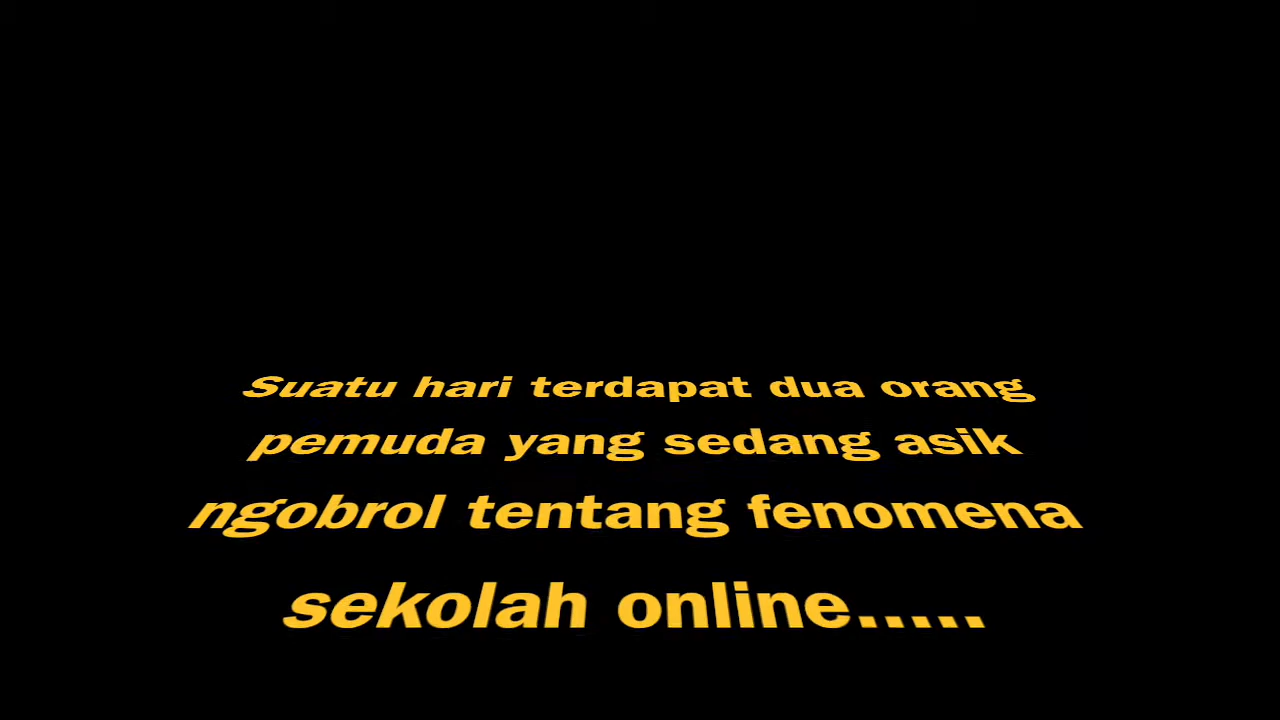 Suatu hari terdapat dua orang
pemuda yang sedang asik
ngobrol tentang fenomena
sekolah online.....